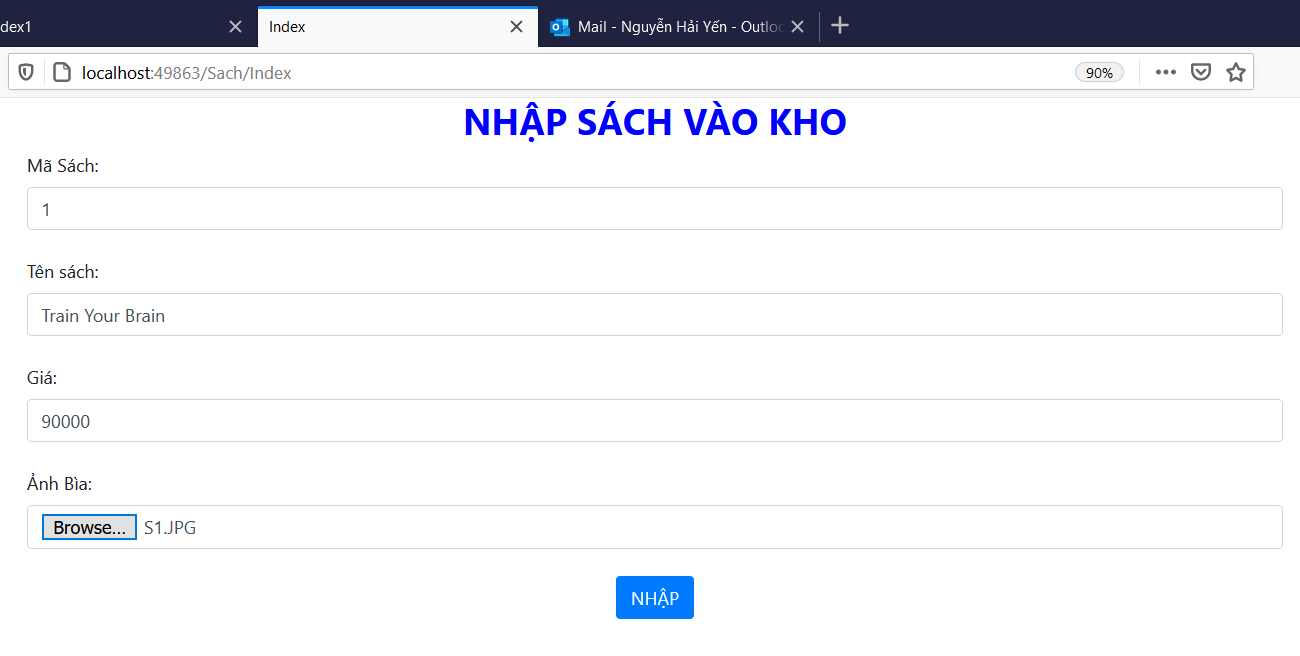 dex1
Index
Mail - Nguyễn Hải Yến - Outloo
localhost:49863/Sach/Index
90%
NHẬP SÁCH VÀO KHO
Mã Sách:
1
Tên sách:
Train Your Brain
Giá:
90000
Ảnh Bìa:
Browse... S1.JPG
NHẬP